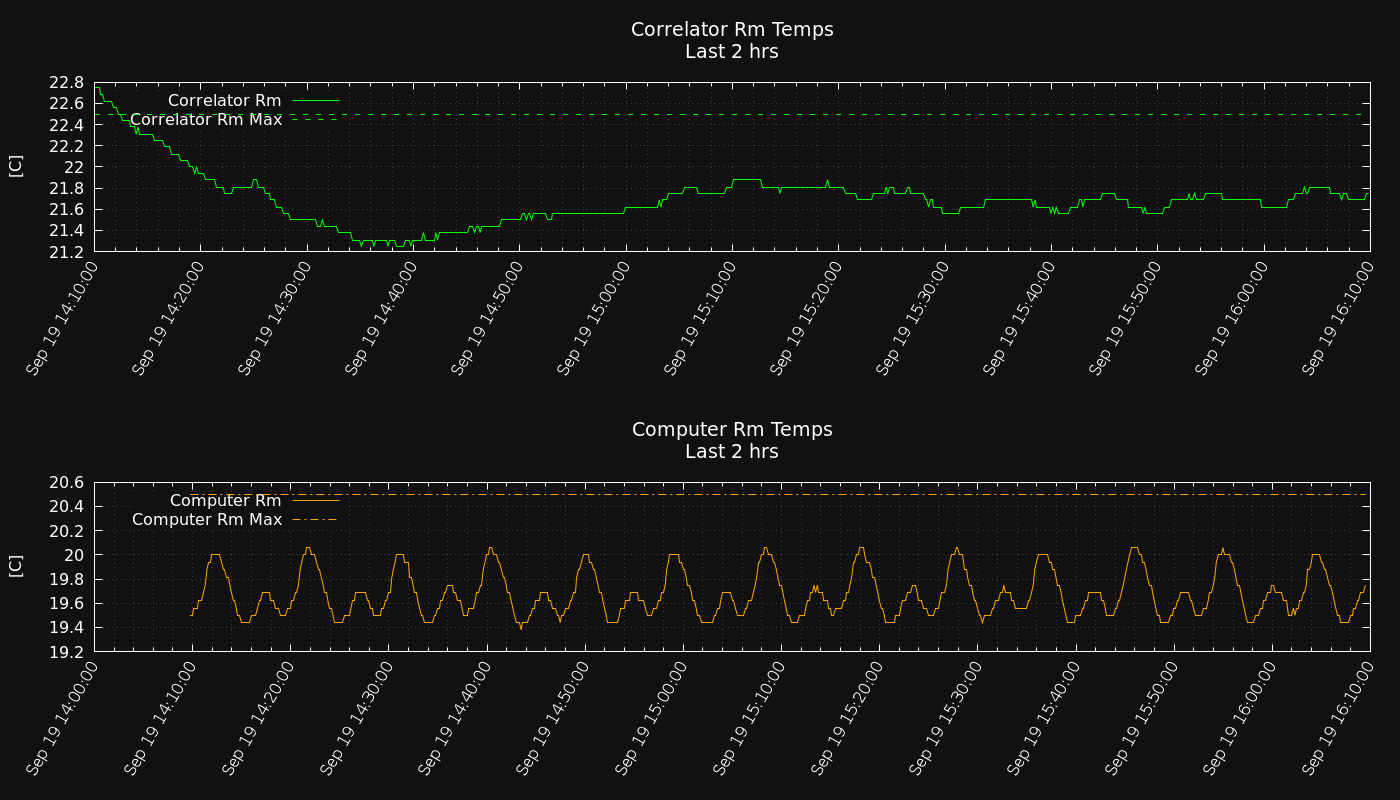 Correlator Rm Temps
Last 2 hrs
[C]
22.8
22.6
22.4
22.2
22
21.8
21.6
21.4
21.2
Correlator Rm
Correlator Rm Max
Sep 19 14:10:00
Sep 19 14:20:00
Sep 19 14:30:00
Sep 19 14:40:00
Sep 19 14:50:00
Sep 19 15:00:00
Sep 19 15:10:00
Sep 19 15:20:00
Sep 19 15:30:00
Sep 19 15:40:00
Sep 19 15:50:00
Sep 19 16:00:00
Sep 19 16:10:00
Computer Rm Temps
Last 2 hrs
[C]
20.6
20.4
20.2
20
19.8
19.6
19.4
19.2
Computer Rm
Computer Rm Max
Sep 19 14:00:00
Sep 19 14:10:00
Sep 19 14:20:00
Sep 19 14:30:00
Sep 19 14:40:00
Sep 19 14:50:00
Sep 19 15:00:00
Sep 19 15:10:00
Sep 19 15:20:00
Sep 19 15:30:00
Sep 19 15:40:00
Sep 19 15:50:00
Sep 19 16:00:00
Sep 19 16:10:00